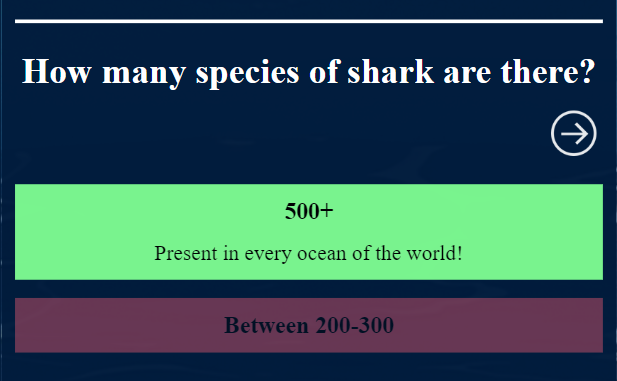 How many species of shark are there?
500+
Present in every ocean of the world!
Between 200-300